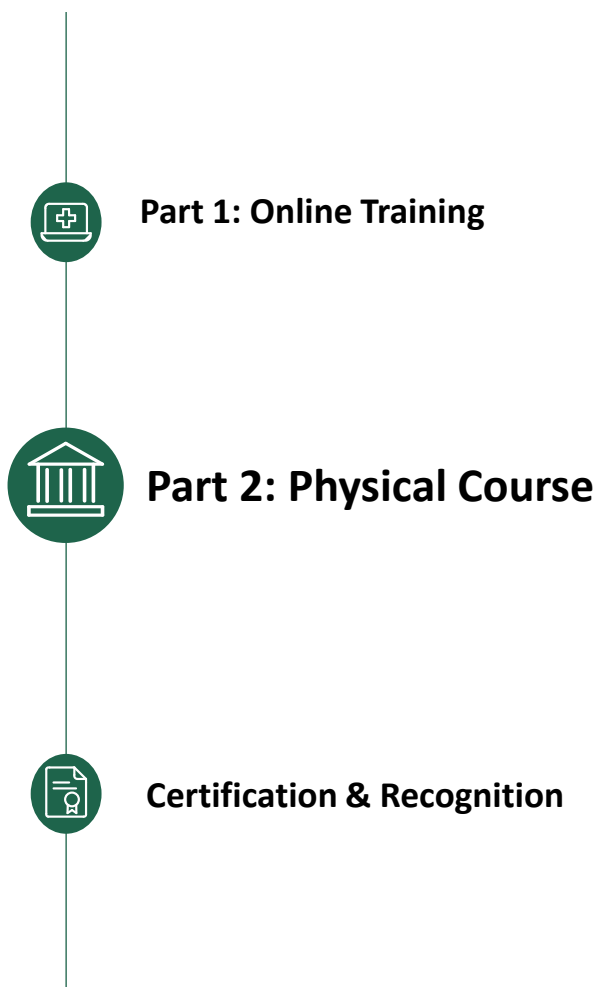 Part 1: Online Training
Part 2: Physical Course
Certification & Recognition